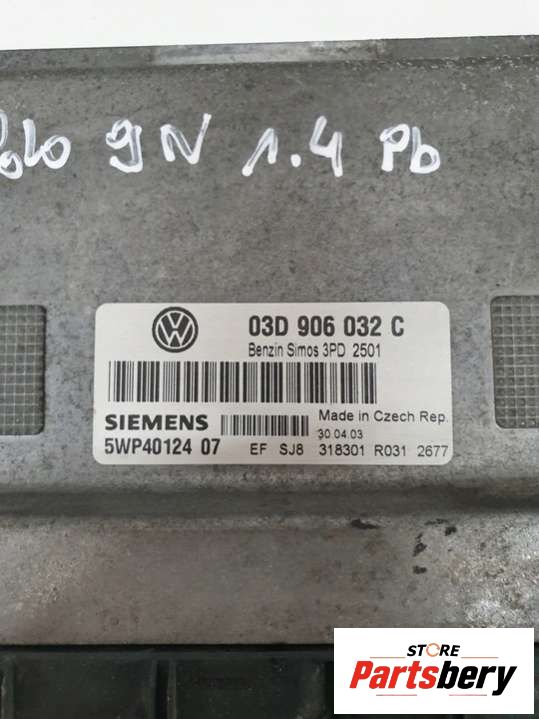 Polo 9N 1.4 Pb
03D 906 032 C
Benzin Simos 3PD 2501
SIEMENS
Made in Czech Rep.
30.04.03
5WP40124 07 EF SJ8 318301 R031 2677
STORE
Partsbery